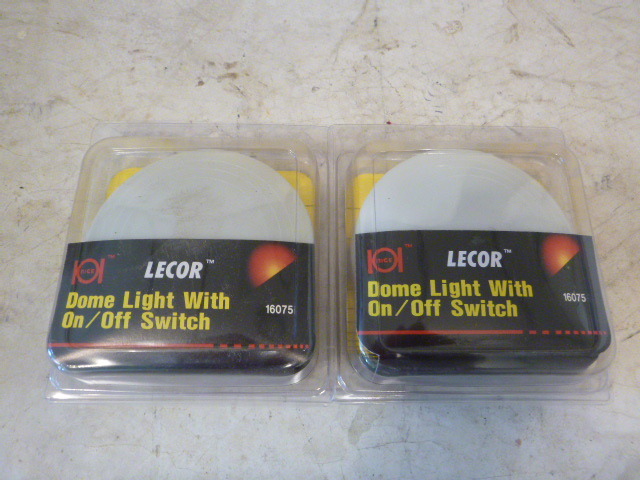 LECOR™
Dome Light With
On/Off Switch
16075
LECOR™
Dome Light With
On/Off Switch
16075